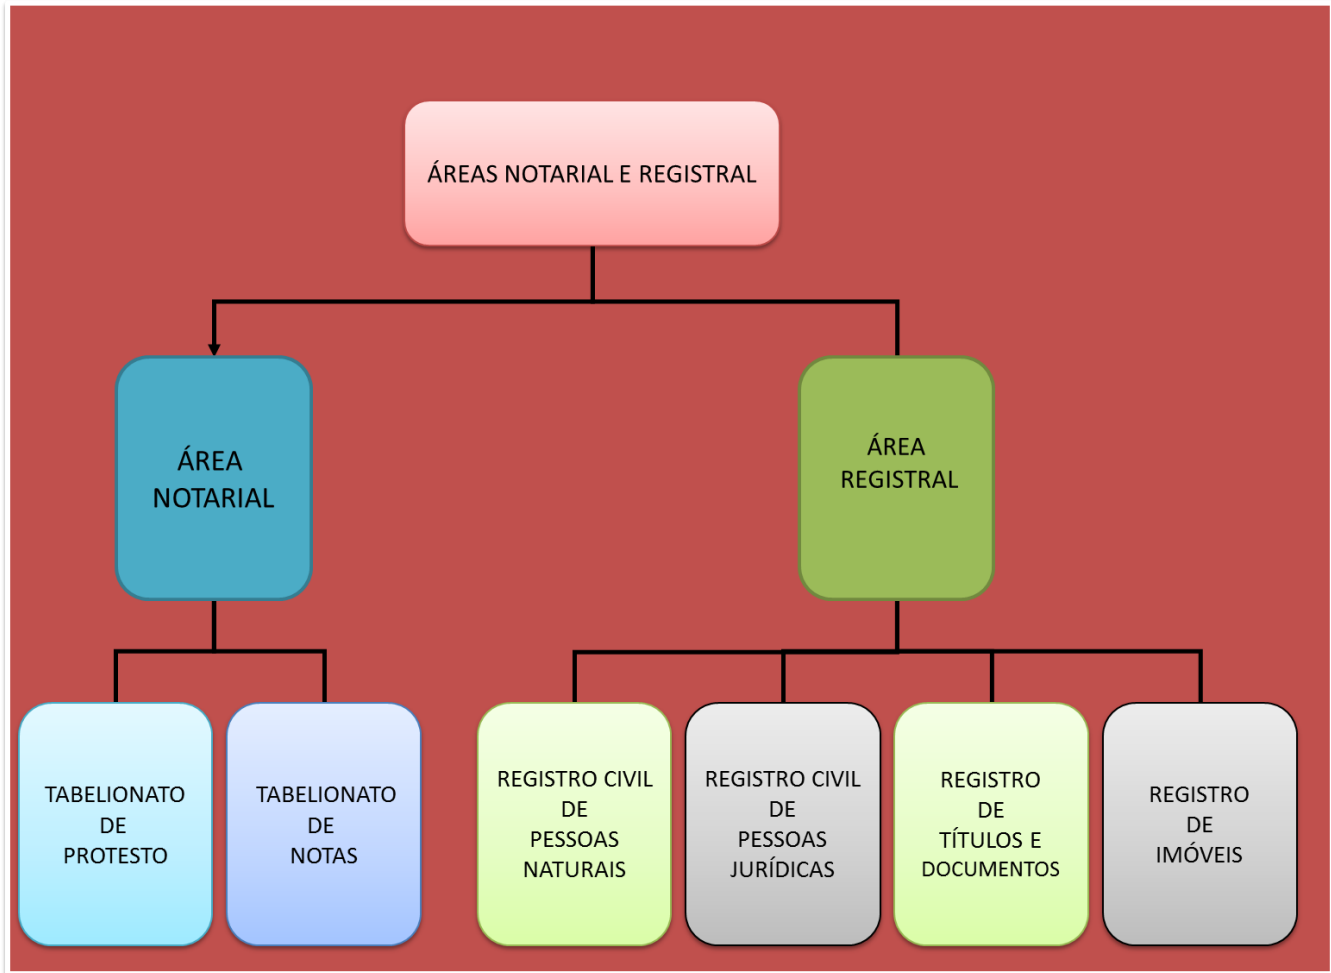 ÁREAS NOTARIAL E REGISTRAL
ÁREA
NOTARIAL
ÁREA
REGISTRAL
TABELIONATO
DE
PROTESTO
TABELIONATO
DE
NOTAS
REGISTRO CIVIL
DE
PESSOAS
NATURAIS
REGISTRO CIVIL
DE
PESSOAS
JURÍDICAS
REGISTRO
DE
TÍTULOS E
DOCUMENTOS
REGISTRO
DE
IMÓVEIS